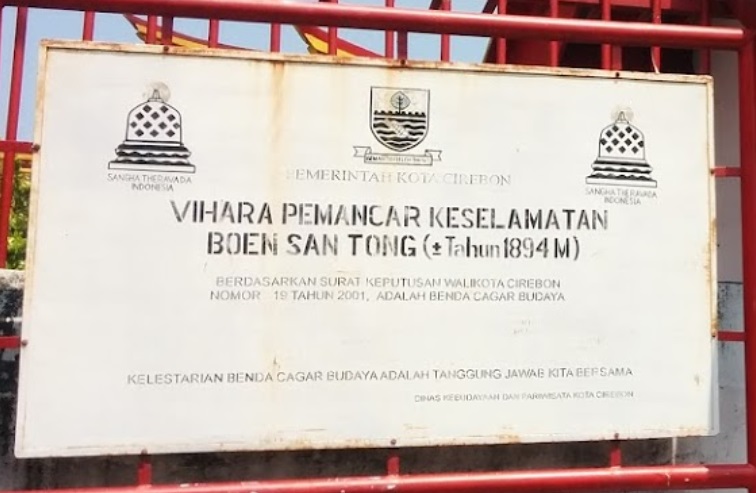 SANGHA THERAVADA
INDONESIA
PEMERINTAH KOTA CIREBON
SANGHA THERAVADA
INDONESIA
VIHARA PEMANCAR KESELAMATAN
BOEN SAN TONG (± Tahun 1894 M)
BERDASARKAN SURAT KEPUTUSAN WALIKOTA CIREBON
NOMOR 19 TAHUN 2001, ADALAH BENDA CAGAR BUDAYA
KELESTARIAN BENDA CAGAR BUDAYA ADALAH TANGGUNG JAWAB KITA BERSAMA
DINAS KEBUDAYAAN DAN PARIWISATA KOTA CIREBON